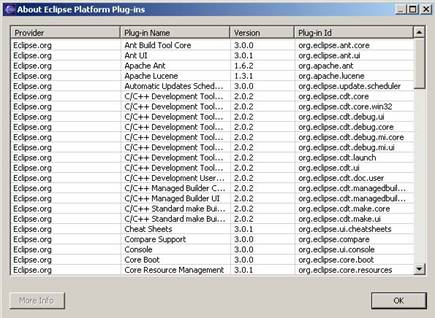 About Eclipse Platform Plug-ins
Provider Plug-in Name Version Plug-in Id
Eclipse.org Ant Build Tool Core 3.0.0 org.eclipse.ant.core
Eclipse.org Ant UI 3.0.1 org.eclipse.ant.ui
Eclipse.org Apache Ant 1.6.2 org.apache.ant
Eclipse.org Apache Lucene 1.3.1 org.apache.lucene
Eclipse.org Automatic Updates Sched... 3.0.0 org.eclipse.update.scheduler
Eclipse.org C/C++ Development Tool... 2.0.2 org.eclipse.cdt.core
Eclipse.org C/C++ Development Tool... 2.0.2 org.eclipse.cdt.core.win32
Eclipse.org C/C++ Development Tool... 2.0.2 org.eclipse.cdt.debug.ui
Eclipse.org C/C++ Development Tool... 2.0.2 org.eclipse.cdt.debug.core
Eclipse.org C/C++ Development Tool... 2.0.2 org.eclipse.cdt.debug.mi.core
Eclipse.org C/C++ Development Tool... 2.0.2 org.eclipse.cdt.debug.mi.ui
Eclipse.org C/C++ Development Tool... 2.0.2 org.eclipse.cdt.launch
Eclipse.org C/C++ Development Tool... 2.0.2 org.eclipse.cdt.ui
Eclipse.org C/C++ Development User... 2.0.2 org.eclipse.cdt.doc.user
Eclipse.org C/C++ Managed Builder C... 2.0.2 org.eclipse.cdt.managedbuil...
Eclipse.org C/C++ Managed Builder UI 2.0.2 org.eclipse.cdt.managedbuil...
Eclipse.org C/C++ Standard make Bui... 2.0.2 org.eclipse.cdt.make.core
Eclipse.org C/C++ Standard make Bui... 2.0.2 org.eclipse.cdt.make.ui
Eclipse.org Cheat Sheets 3.0.1 org.eclipse.ui.cheatsheets
Eclipse.org Compare Support 3.0.0 org.eclipse.compare
Eclipse.org Console 3.0.0 org.eclipse.ui.console
Eclipse.org Core Boot 3.0.0 org.eclipse.core.boot
Eclipse.org Core Resource Management 3.0.1 org.eclipse.core.resources
More Info OK